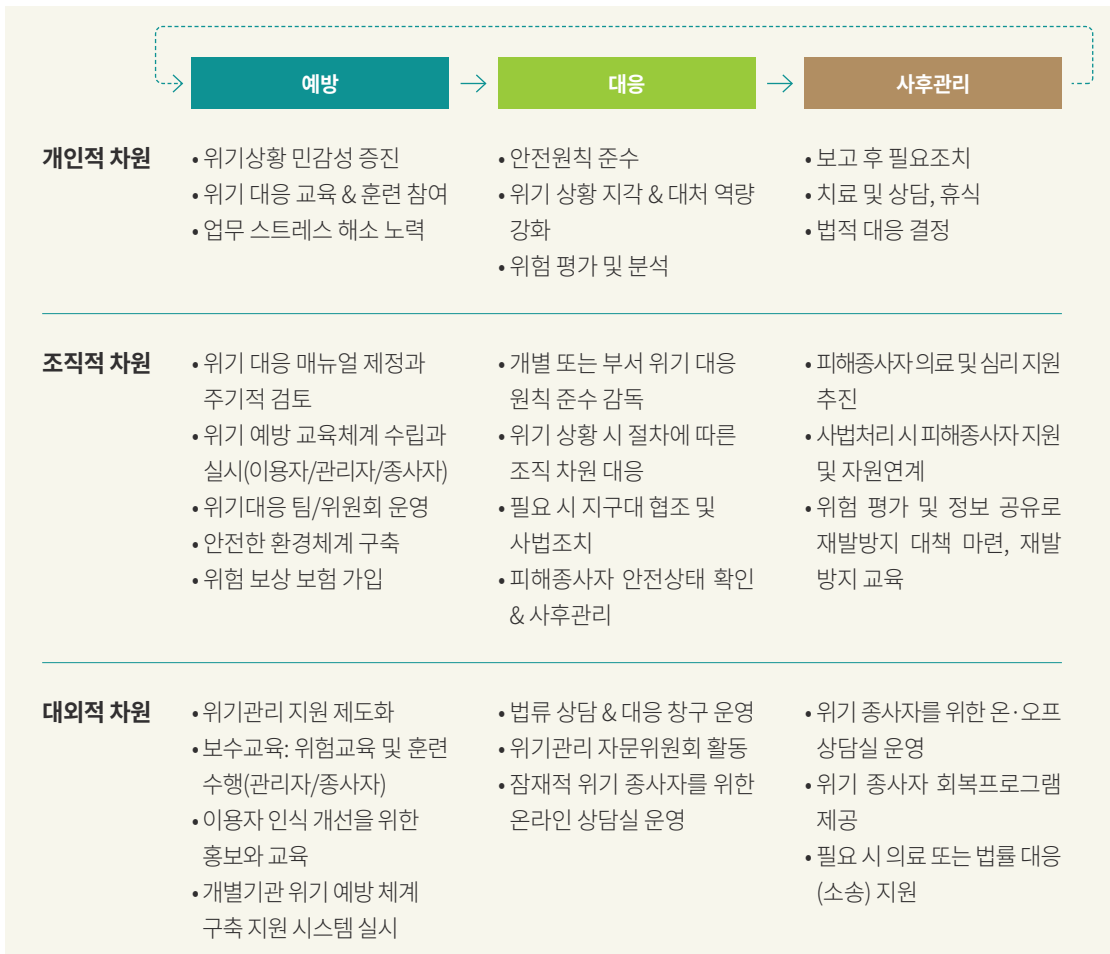 예방
대응
사후관리
개인적 차원
• 위기상황 민감성 증진
• 위기 대응 교육 & 훈련 참여
• 업무 스트레스 해소 노력
• 안전원칙 준수
• 위기 상황 지각 & 대처 역량
강화
• 위험 평가 및 분석
• 보고 후 필요조치
• 치료 및 상담, 휴식
• 법적 대응 결정
조직적 차원
• 위기 대응 매뉴얼 제정과
주기적 검토
• 위기 예방 교육체계 수립과
실시(이용자/관리자/종사자)
• 위기대응 팀/위원회 운영
• 안전한 환경체계 구축
• 위험 보상 보험 가입
• 개별 또는 부서 위기 대응
원칙 준수 감독
• 위기 상황 시 절차에 따른
조직 차원 대응
• 필요 시 지구대 협조 및
사법조치
• 피해종사자 안전상태 확인
& 사후관리
• 피해종사자 의료 및 심리 지원
추진
• 사법처리 시 피해종사자 지원
및 자원연계
• 위험 평가 및 정보 공유로
재발방지 대책 마련, 재발
방지 교육
대외적 차원
• 위기관리 지원 제도화
• 보수교육: 위험교육 및 훈련
수행(관리자/종사자)
• 이용자 인식 개선을 위한
홍보와 교육
• 개별기관 위기 예방 체계
구축 지원 시스템 실시
• 법류 상담 & 대응 창구 운영
• 위기관리 자문위원회 활동
• 잠재적 위기 종사자를 위한
온라인 상담실 운영
• 위기 종사자를 위한 온·오프
상담실 운영
• 위기 종사자 회복프로그램
제공
• 필요 시 의료 또는 법률 대응
(소송) 지원